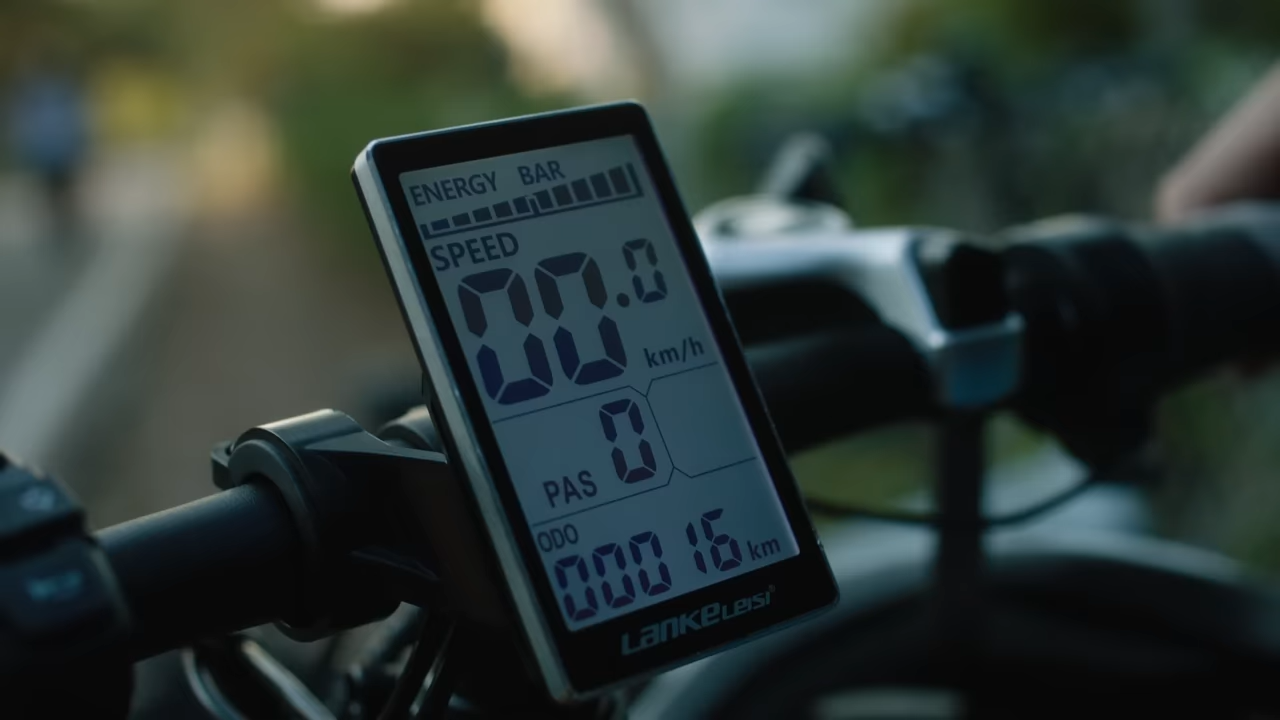 ENERGY BAR
SPEED
00.0
km/h
PAS 0
ODO
00016 km
LANKELEISI®